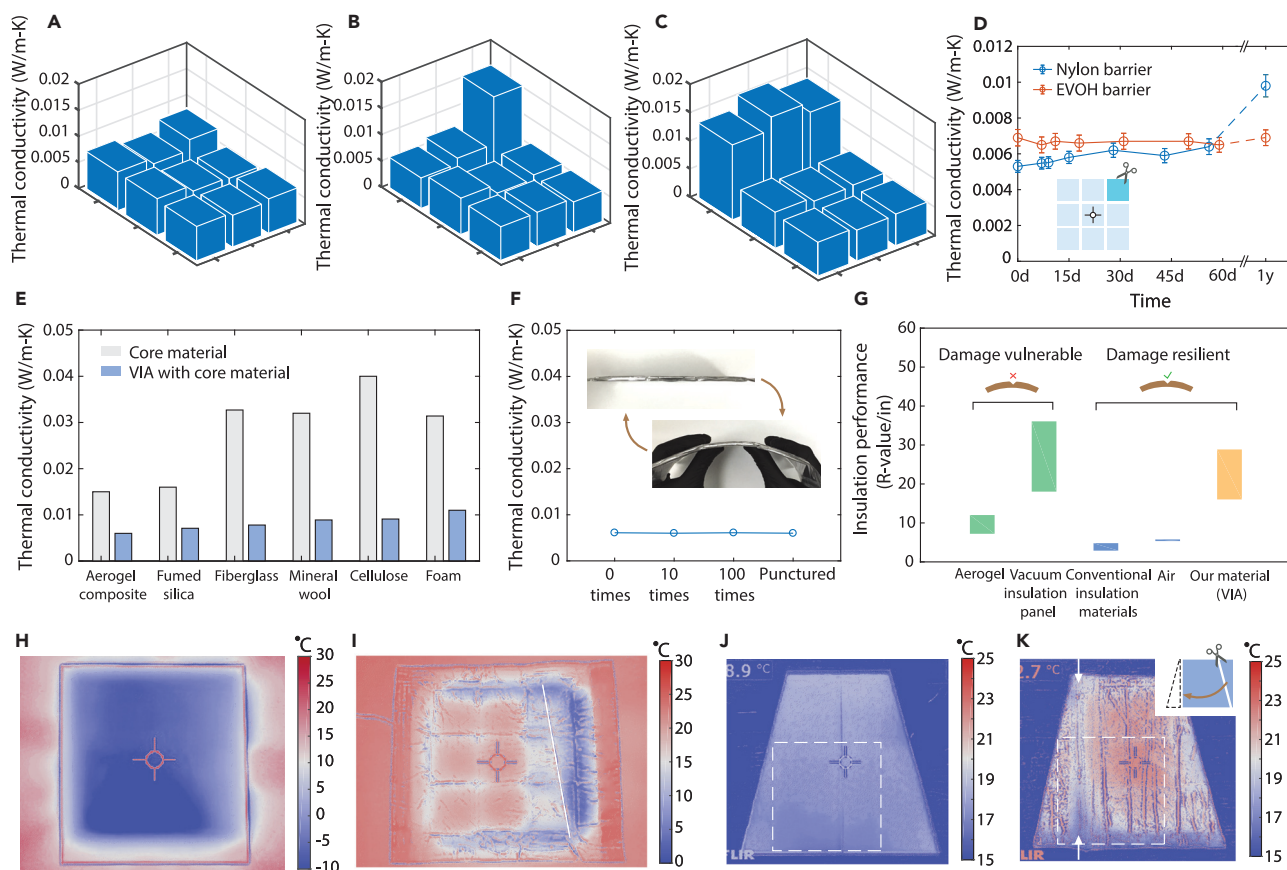 A
Thermal conductivity (W/m-K)
0.02
0.015
0.01
0.005
0
B
Thermal conductivity (W/m-K)
0.02
0.015
0.01
0.005
0
C
Thermal conductivity (W/m-K)
0.02
0.015
0.01
0.005
0
D
Thermal conductivity (W/m-K)
0.012
0.01
0.008
0.006
0.004
0.002
0
Nylon barrier
EVOH barrier
0d
15d
30d
45d
60d
1y
Time
E
Thermal conductivity (W/m-K)
0.05
0.04
0.03
0.02
0.01
0
Core material
VIA with core material
Aerogel
composite
Fumed
silica
Fiberglass
Mineral
wool
Cellulose
Foam
F
Thermal conductivity (W/m-K)
0.05
0.04
0.03
0.02
0.01
0
0
times
10
times
100
times
Punctured
G
Insulation performance
(R-value/in)
60
50
40
30
20
10
0
Damage vulnerable
Damage resilient
Aerogel
Vacuum
insulation
panel
Conventional
insulation
materials
Air
Our material
(VIA)
H
°C
30
25
20
15
10
5
0
-5
-10
I
°C
30
25
20
15
10
5
0
J
8.9 °C
°C
25
23
21
19
17
15
FLIR
K
2.7 °C
°C
25
23
21
19
17
15
LIR